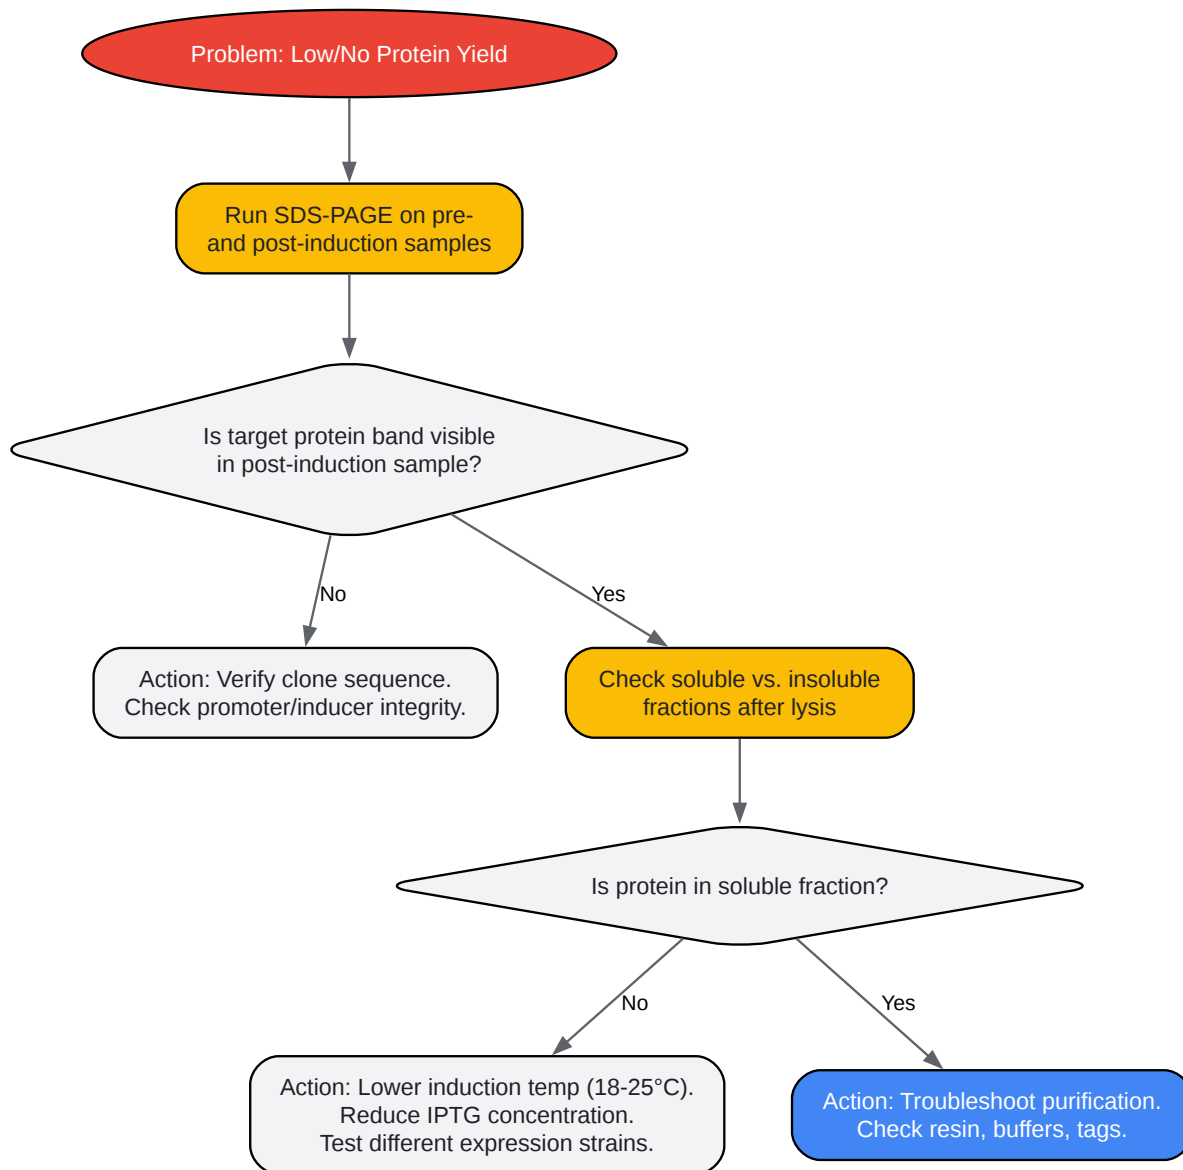 Problem: Low/No Protein Yield
Run SDS-PAGE on pre-
and post-induction samples
Is target protein band visible
in post-induction sample?
No
Yes
Action: Verify clone sequence.
Check promoter/inducer integrity.
Check soluble vs. insoluble
fractions after lysis
Is protein in soluble fraction?
No
Yes
Action: Lower induction temp (18-25°C).
Reduce IPTG concentration.
Test different expression strains.
Action: Troubleshoot purification.
Check resin, buffers, tags.